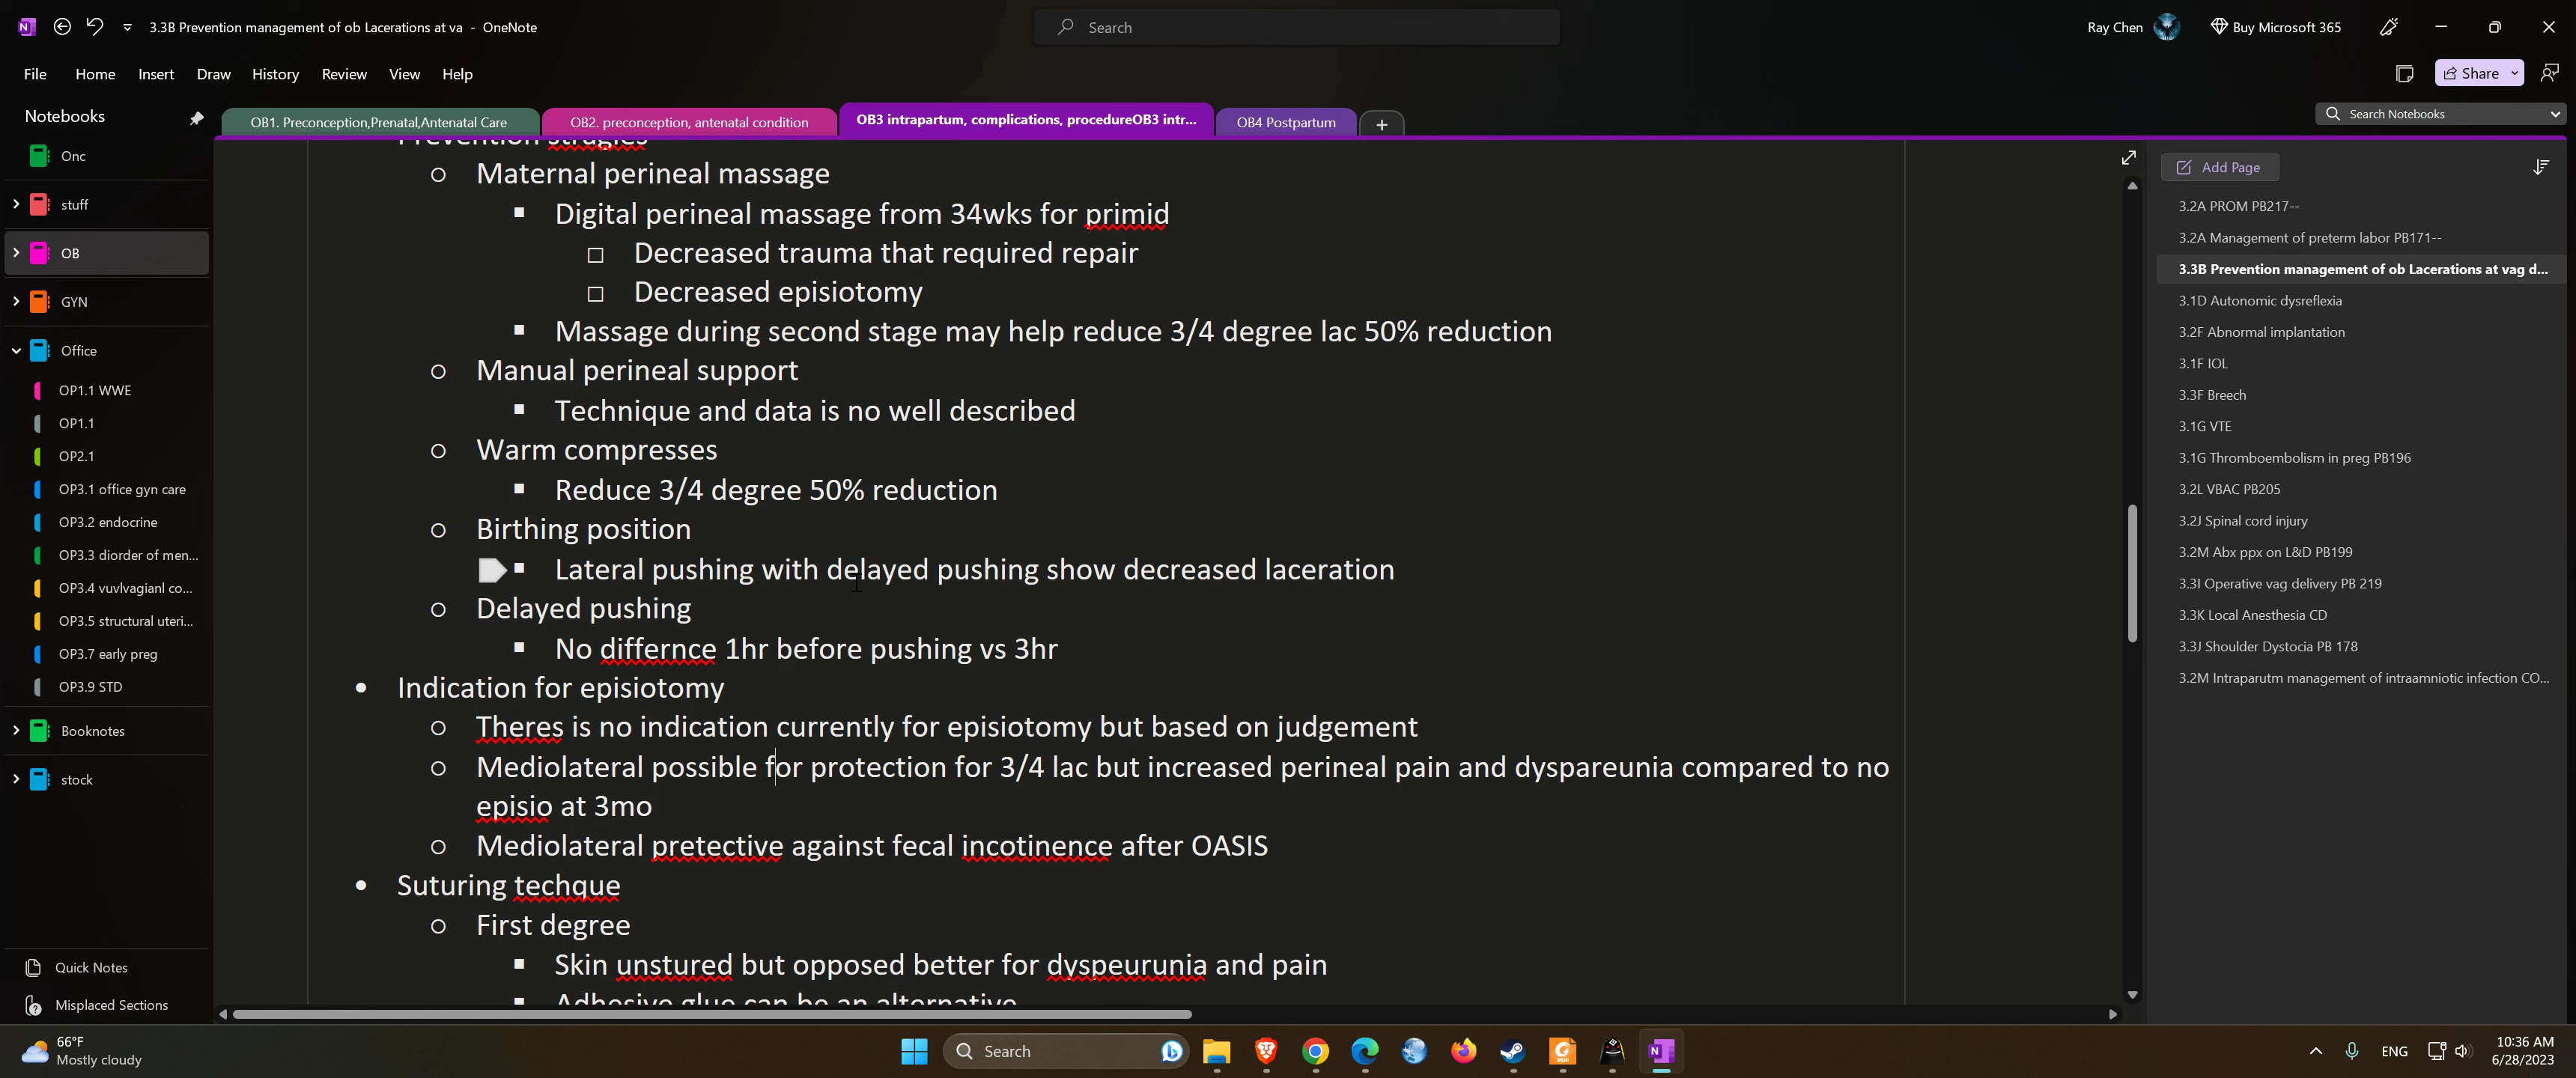 3.3B Prevention management of ob Lacerations at va - OneNote
Search
Ray Chen
Buy Microsoft 365
File Home Insert Draw History Review View Help
Share
Notebooks
OB1. Preconception,Prenatal,Antenatal Care
OB2. preconception, antenatal condition
OB3 intrapartum, complications, procedureOB3 intr...
OB4 Postpartum
+
Search Notebooks
Onc
stuff
OB
GYN
Office
OP1.1 WWE
OP1.1
OP2.1
OP3.1 office gyn care
OP3.2 endocrine
OP3.3 diorder of men...
OP3.4 vuvlvagianl co...
OP3.5 structural uteri...
OP3.7 early preg
OP3.9 STD
Booknotes
stock
Quick Notes
Misplaced Sections
Prevention stragies
Maternal perineal massage
Digital perineal massage from 34wks for primid
Decreased trauma that required repair
Decreased episiotomy
Massage during second stage may help reduce 3/4 degree lac 50% reduction
Manual perineal support
Technique and data is no well described
Warm compresses
Reduce 3/4 degree 50% reduction
Birthing position
Lateral pushing with delayed pushing show decreased laceration
Delayed pushing
No differnce 1hr before pushing vs 3hr
Indication for episiotomy
Theres is no indication currently for episiotomy but based on judgement
Mediolateral possible for protection for 3/4 lac but increased perineal pain and dyspareunia compared to no
episio at 3mo
Mediolateral pretective against fecal incotinence after OASIS
Suturing techque
First degree
Skin unstured but opposed better for dyspeurunia and pain
Adhesive glue can be an alternative
Add Page
3.2A PROM PB217--
3.2A Management of preterm labor PB171--
3.3B Prevention management of ob Lacerations at vag d...
3.1D Autonomic dysreflexia
3.2F Abnormal implantation
3.1F IOL
3.3F Breech
3.1G VTE
3.1G Thromboembolism in preg PB196
3.2L VBAC PB205
3.2J Spinal cord injury
3.2M Abx ppx on L&D PB199
3.3I Operative vag delivery PB 219
3.3K Local Anesthesia CD
3.3J Shoulder Dystocia PB 178
3.2M Intraparutm management of intraamniotic infection CO...
66°F
Mostly cloudy
Search
ENG
10:36 AM
6/28/2023